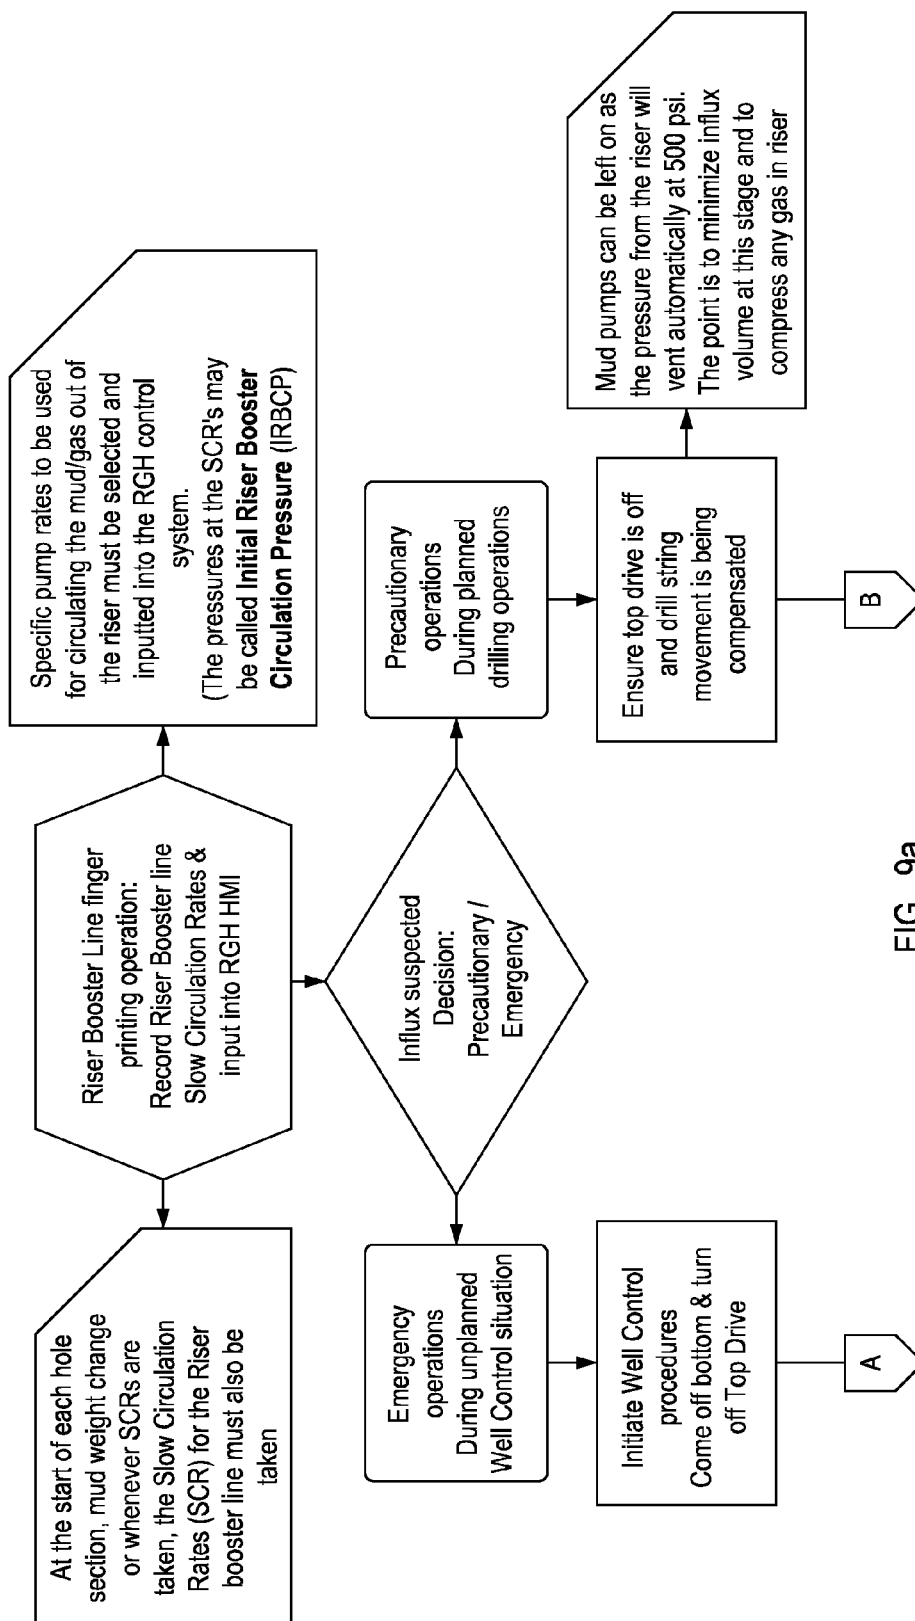 At the start of each hole
section, mud weight change
or whenever SCRs are
taken, the Slow Circulation
Rates (SCR) for the Riser
booster line must also be
taken
Riser Booster Line finger
printing operation:
Record Riser Booster line
Slow Circulation Rates &
input into RGH HMI
Specific pump rates to be used
for circulating the mud/gas out of
the riser must be selected and
inputted into the RGH control
system.
(The pressures at the SCR's may
be called Initial Riser Booster
Circulation Pressure (IRBCP)
Influx suspected
Decision:
Precautionary /
Emergency
Emergency
operations
During unplanned
Well Control situation
Precautionary
operations
During planned
drilling operations
Initiate Well Control
procedures
Come off bottom & turn
off Top Drive
Ensure top drive is off
and drill string
movement is being
compensated
Mud pumps can be left on as
the pressure from the riser will
vent automatically at 500 psi.
The point is to minimize influx
volume at this stage and to
compress any gas in riser
A
B
FIG. 9a